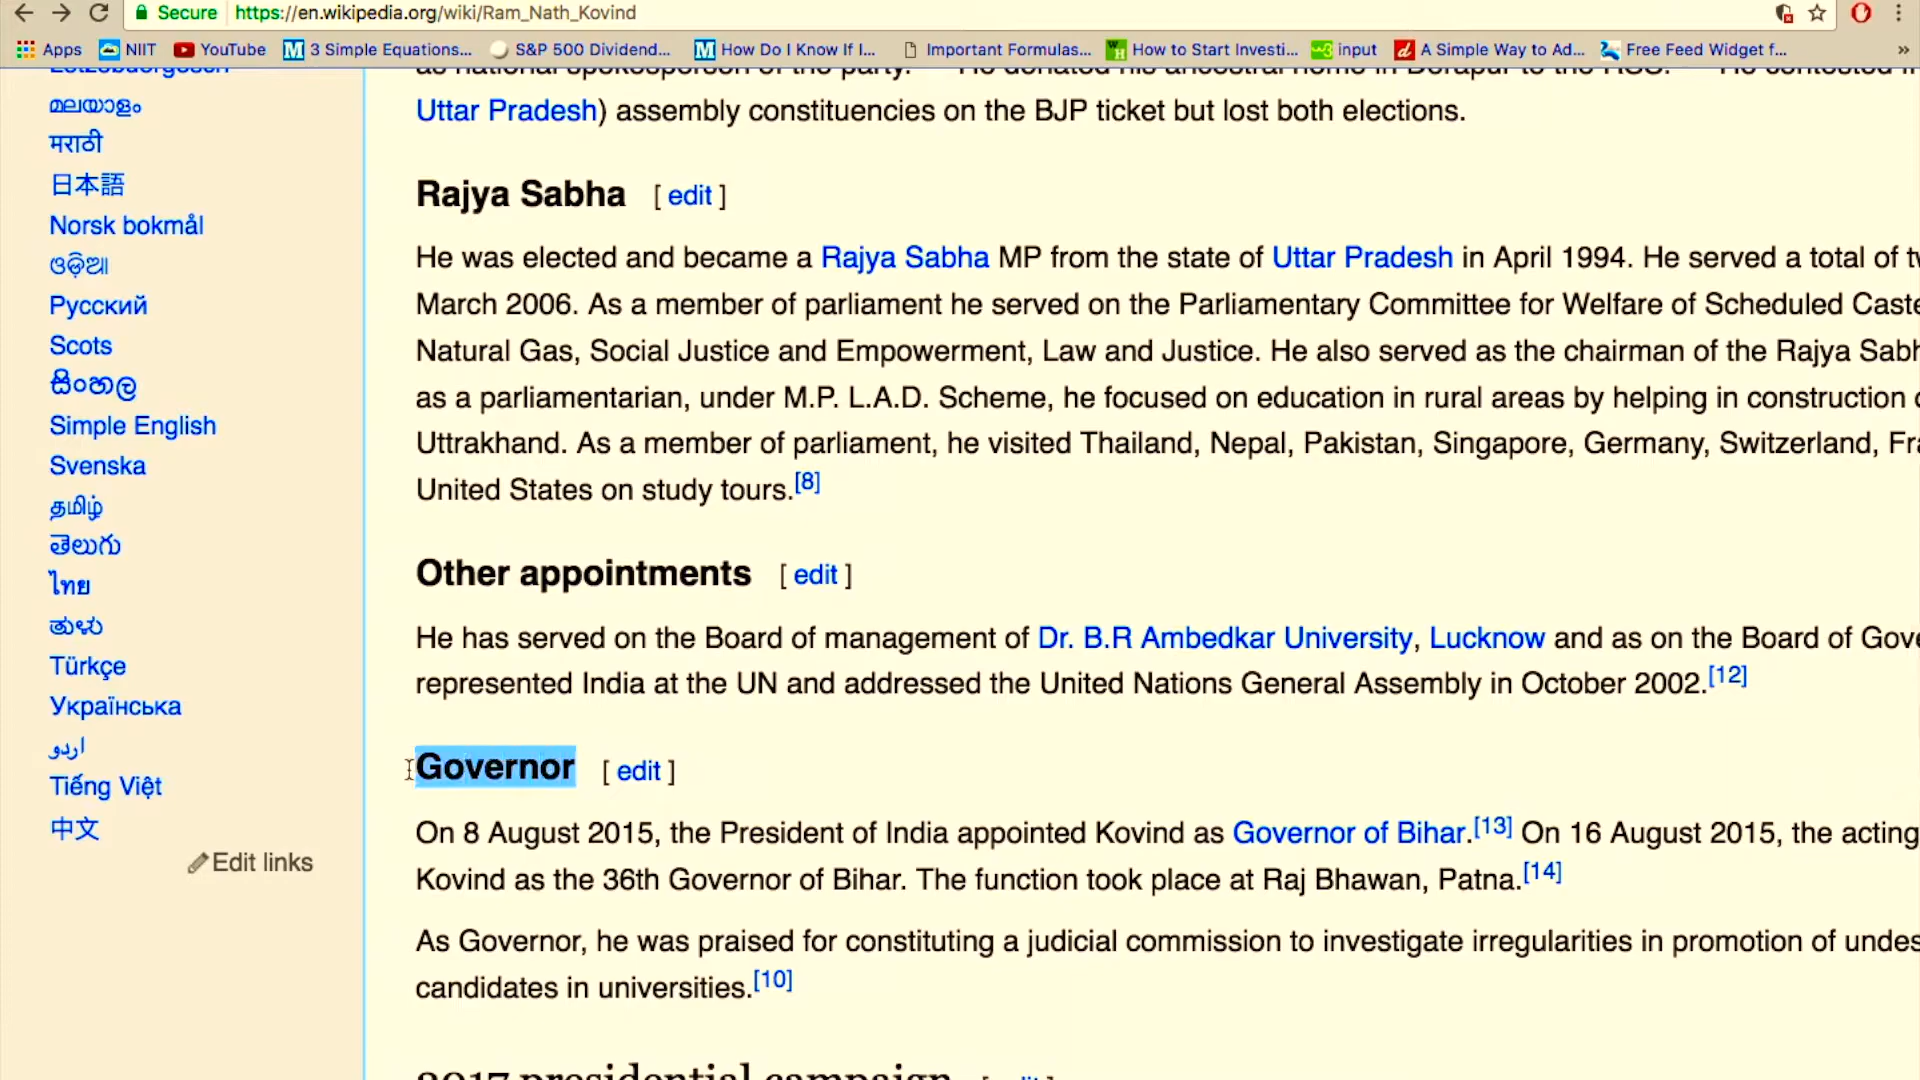 Secure https://en.wikipedia.org/wiki/Ram_Nath_Kovind
Apps NIIT YouTube 3 Simple Equations... S&P 500 Dividend... How Do I Know If I... Important Formulas... How to Start Investi... input A Simple Way to Ad... Free Feed Widget f... »
മലയാളം
मराठी
日本語
Norsk bokmål
ଓଡ଼ିଆ
Русский
Scots
සිංහල
Simple English
Svenska
தமிழ்
తెలుగు
ไทย
ತುಳು
Türkçe
Українська
اردو
Tiếng Việt
中文
Edit links
Uttar Pradesh) assembly constituencies on the BJP ticket but lost both elections.
Rajya Sabha [ edit ]
He was elected and became a Rajya Sabha MP from the state of Uttar Pradesh in April 1994. He served a total of
March 2006. As a member of parliament he served on the Parliamentary Committee for Welfare of Scheduled
Natural Gas, Social Justice and Empowerment, Law and Justice. He also served as the chairman of the Rajya
as a parliamentarian, under M.P. L.A.D. Scheme, he focused on education in rural areas by helping in construction
Uttrakhand. As a member of parliament, he visited Thailand, Nepal, Pakistan, Singapore, Germany, Switzerland,
United States on study tours.[8]
Other appointments [ edit ]
He has served on the Board of management of Dr. B.R Ambedkar University, Lucknow and as on the Board of
represented India at the UN and addressed the United Nations General Assembly in October 2002.[12]
Governor [ edit ]
On 8 August 2015, the President of India appointed Kovind as Governor of Bihar.[13] On 16 August 2015, the acting
Kovind as the 36th Governor of Bihar. The function took place at Raj Bhawan, Patna.[14]
As Governor, he was praised for constituting a judicial commission to investigate irregularities in promotion of
candidates in universities.[10]
2017 presidential campaign